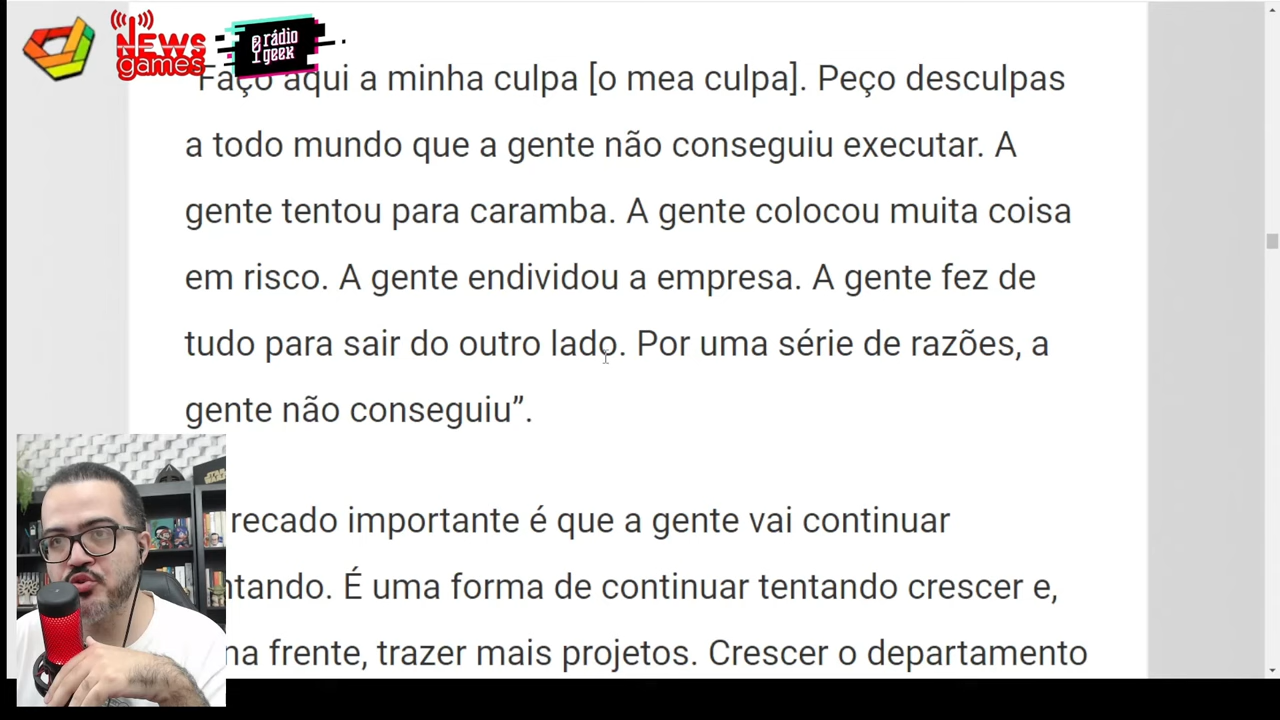 NEWS
games
rádio
geek
“Faço aqui a minha culpa [o mea culpa]. Peço desculpas
a todo mundo que a gente não conseguiu executar. A
gente tentou para caramba. A gente colocou muita coisa
em risco. A gente endividou a empresa. A gente fez de
tudo para sair do outro lado. Por uma série de razões, a
gente não conseguiu”.
recado importante é que a gente vai continuar
ntando. É uma forma de continuar tentando crescer e,
na frente, trazer mais projetos. Crescer o departamento